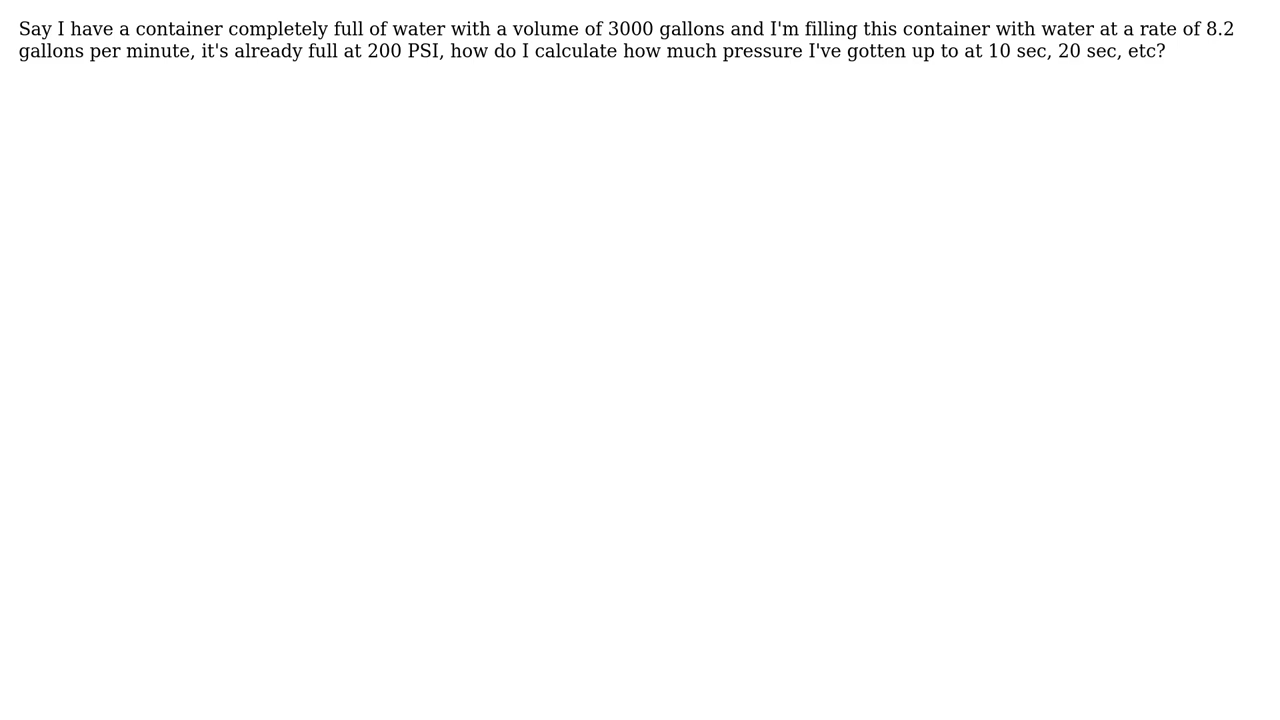 Say I have a container completely full of water with a volume of 3000 gallons and I'm filling this container with water at a rate of 8.2
gallons per minute, it's already full at 200 PSI, how do I calculate how much pressure I've gotten up to at 10 sec, 20 sec, etc?